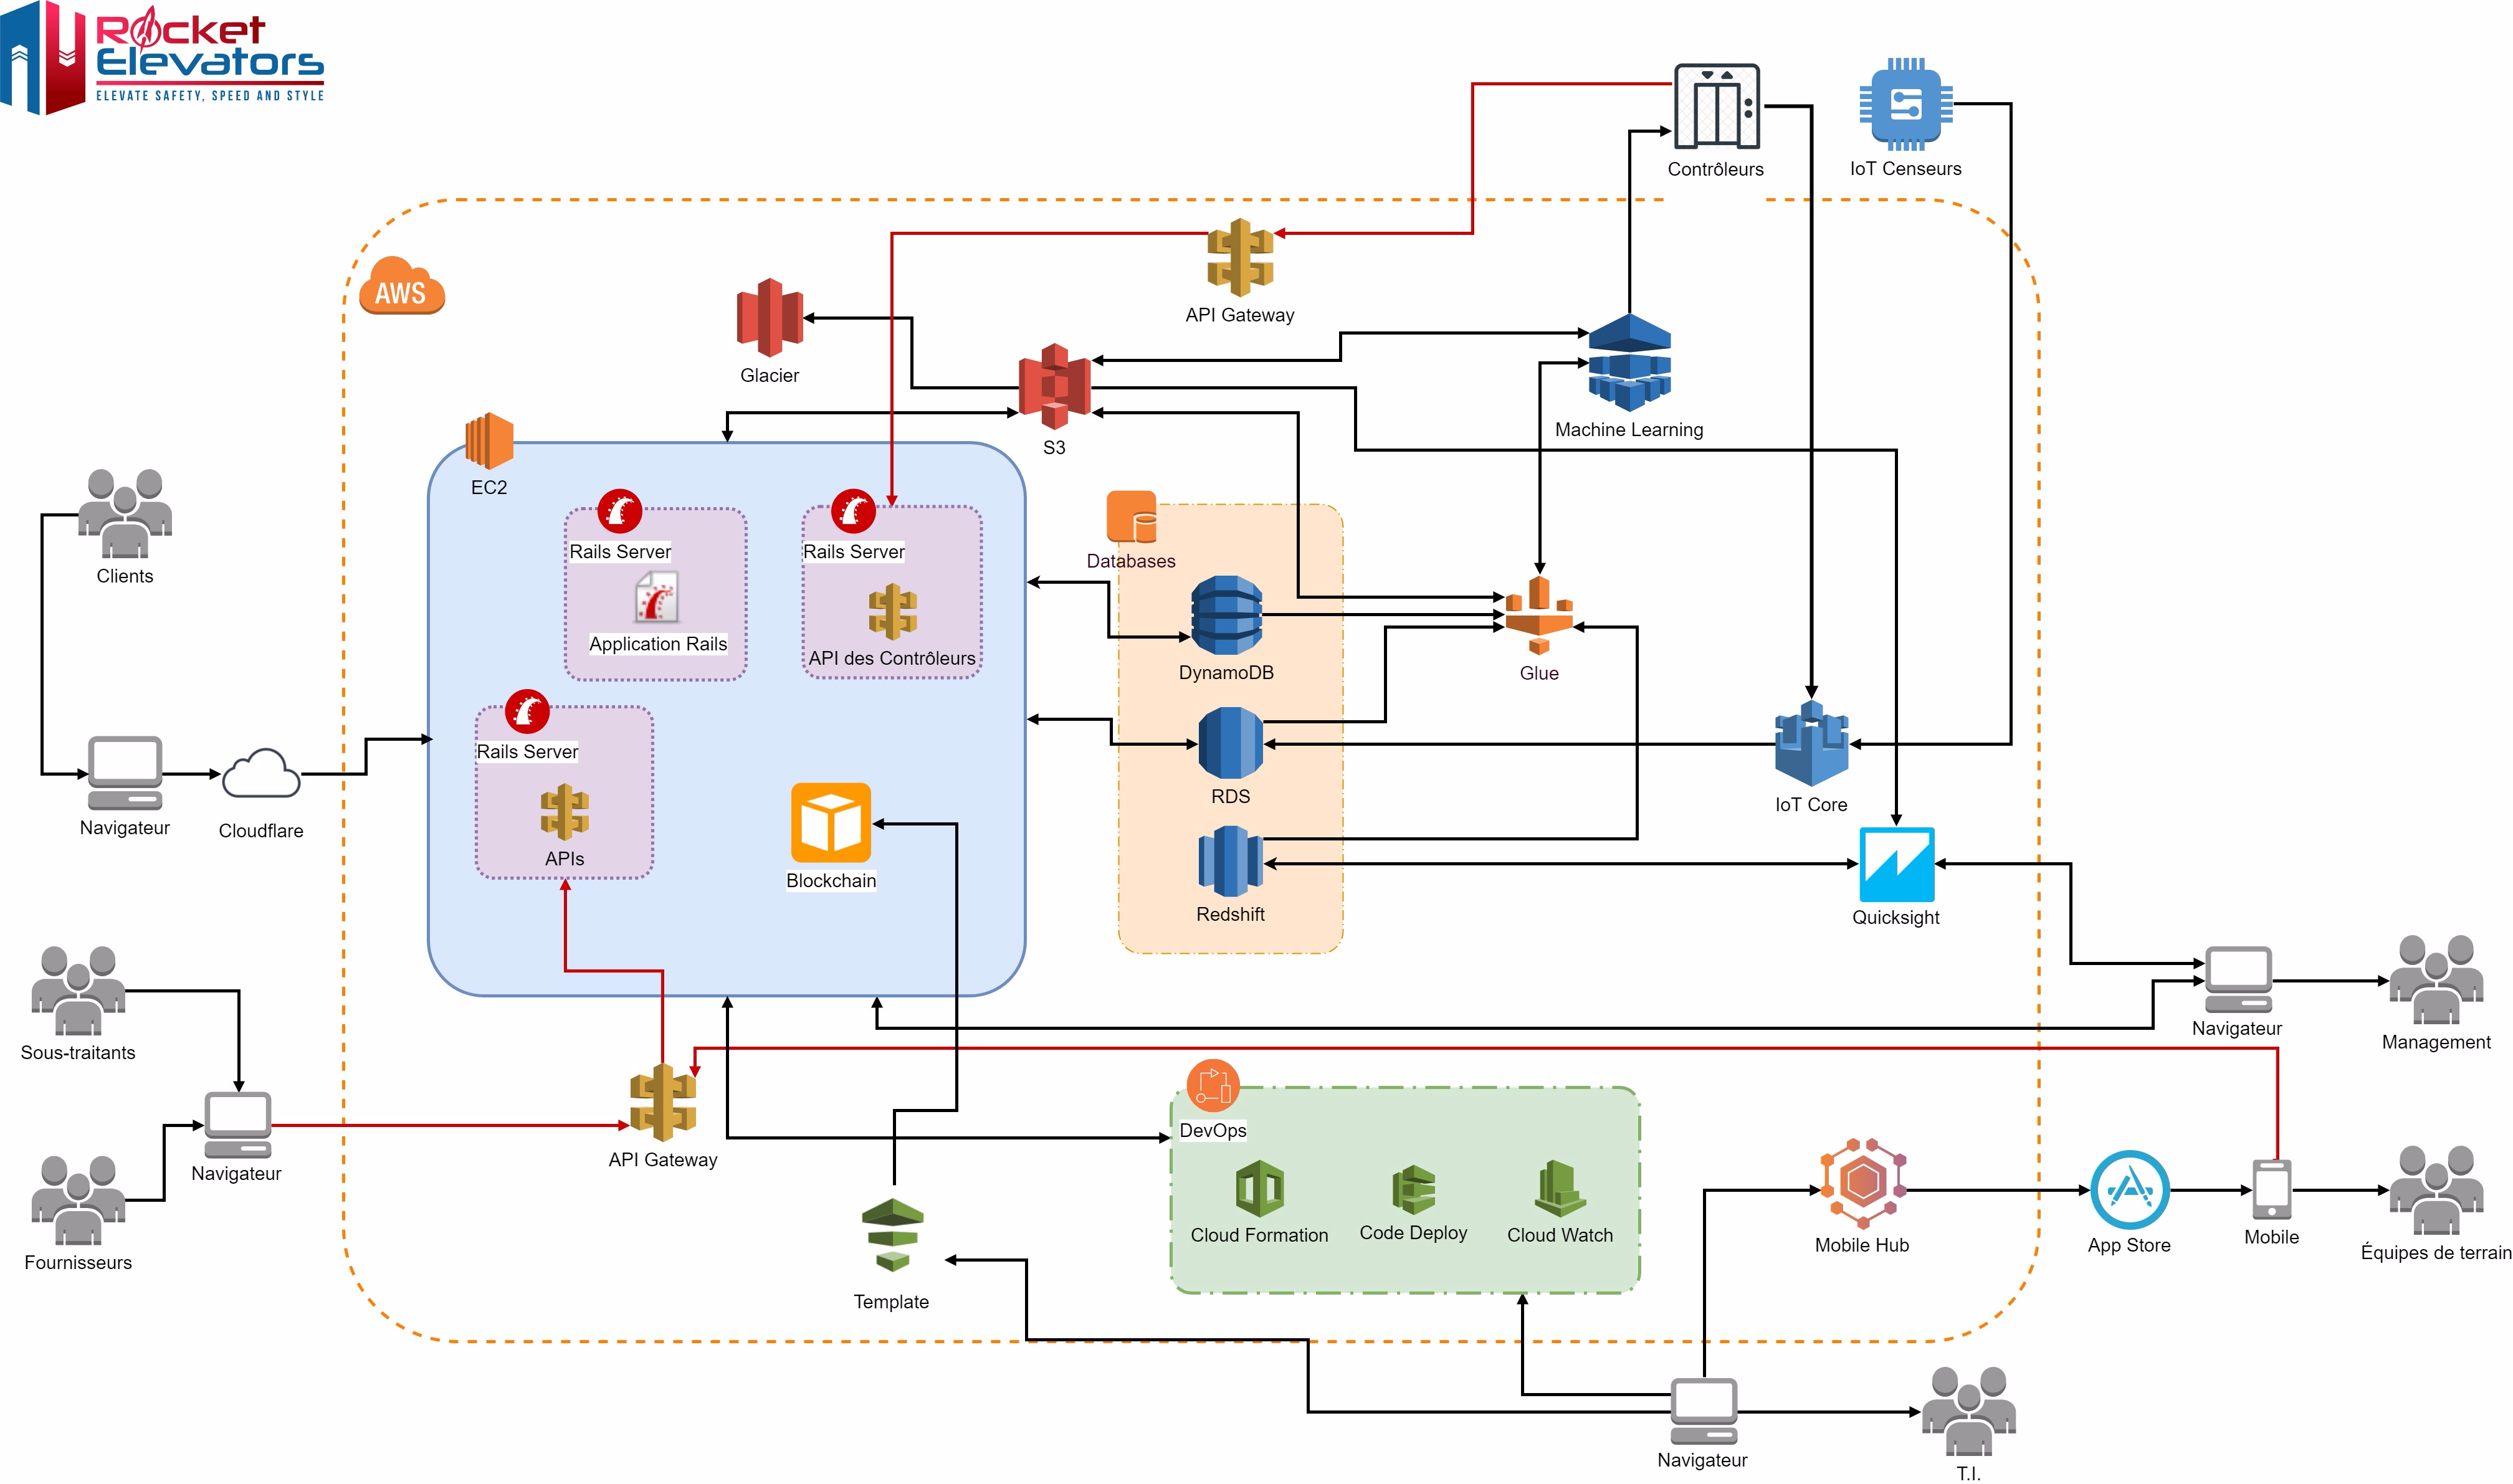 Rocket
Elevators
ELEVATE SAFETY, SPEED AND STYLE
Contrôleurs
IoT Censeurs
AWS
API Gateway
Glacier
S3
Machine Learning
EC2
Rails Server
Application Rails
Rails Server
API des Contrôleurs
Databases
DynamoDB
Glue
Clients
Rails Server
APIs
Blockchain
RDS
IoT Core
Navigateur
Cloudflare
Redshift
Quicksight
Sous-traitants
Navigateur
Management
Navigateur
Fournisseurs
API Gateway
DevOps
Cloud Formation
Code Deploy
Cloud Watch
Template
Mobile Hub
App Store
Mobile
Équipes de terrain
Navigateur
T.I.